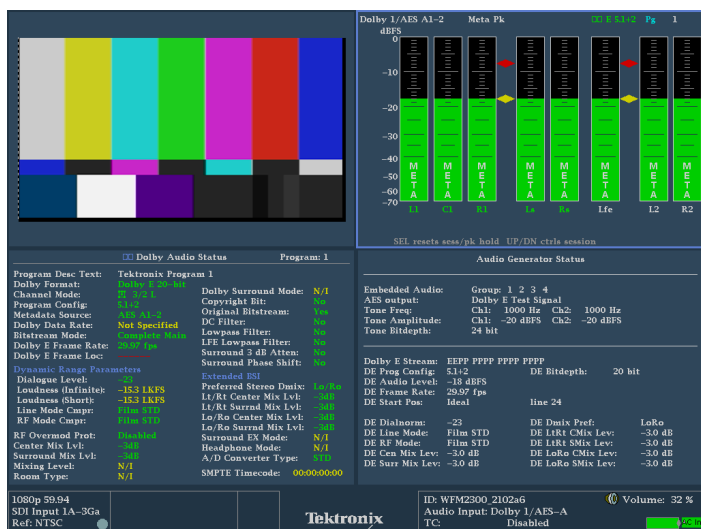 Dolby 1/AES A1-2 Meta Pk E 5.1+2 Pg 1
dBFS
0
-10
-20
-30
-40
-50
-60
-70
META META META META META META META META
L1 C1 R1 Ls Rs Lfe L2 R2
SEL resets sess/pk hold UP/DN ctrls session
Dolby Audio Status Program: 1
Program Desc Text: Tektronix Program 1
Dolby Format: Dolby E 20-bit
Channel Mode: 3/2 L
Program Config: 5.1+2
Metadata Source: AES A1-2
Dolby Data Rate: Not Specified
Bitstream Mode: Complete Main
Dolby E Frame Rate: 29.97 fps
Dolby E Frame Loc:
Dynamic Range Parameters
Dialogue Level: -23
Loudness (Infinite): -15.3 LKFS
Loudness (Short): -15.3 LKFS
Line Mode Cmpr: Film STD
RF Mode Cmpr: Film STD
RF Overmod Prot: Disabled
Center Mix Lvl: -3dB
Surround Mix Lvl: -3dB
Mixing Level: N/I
Room Type: N/I
Dolby Surround Mode: N/I
Copyright Bit: No
Original Bitstream: Yes
DC Filter: No
Lowpass Filter: No
LFE Lowpass Filter: No
Surround 3 dB Atten: No
Surround Phase Shift: No
Extended BSI
Preferred Stereo Dmix: Lo/Ro
Lt/Rt Center Mix Lvl: -3dB
Lt/Rt Surrnd Mix Lvl: -3dB
Lo/Ro Center Mix Lvl: -3dB
Lo/Ro Surrnd Mix Lvl: -3dB
Surround EX Mode: N/I
Headphone Mode: N/I
A/D Converter Type: STD
SMPTE Timecode: 00:00:00:00
Audio Generator Status
Embedded Audio: Group: 1 2 3 4
AES output: Dolby E Test Signal
Tone Freq: Ch1: 1000 Hz Ch2: 1000 Hz
Tone Amplitude: Ch1: -20 dBFS Ch2: -20 dBFS
Tone Bitdepth: 24 bit
Dolby E Stream: EEPP PPPP PPPP PPPP
DE Prog Config: 5.1+2 DE Bitdepth: 20 bit
DE Audio Level: -18 dBFS
DE Frame Rate: 29.97 fps
DE Start Pos: Ideal line 24
DE Dialnorm: -23 DE Dmix Pref: LoRo
DE Line Mode: Film STD DE LtRt CMix Lev: -3.0 dB
DE RF Mode: Film STD DE LtRt SMix Lev: -3.0 dB
DE Cen Mix Lev: -3.0 dB DE LoRo CMix Lev: -3.0 dB
DE Surr Mix Lev: -3.0 dB DE LoRo SMix Lev: -3.0 dB
1080p 59.94
SDI Input 1A-3Ga
Ref: NTSC
Tektronix
ID: WFM2300_2102a6 Volume: 32 %
Audio Input: Dolby 1/AES-A
TC: Disabled AC In